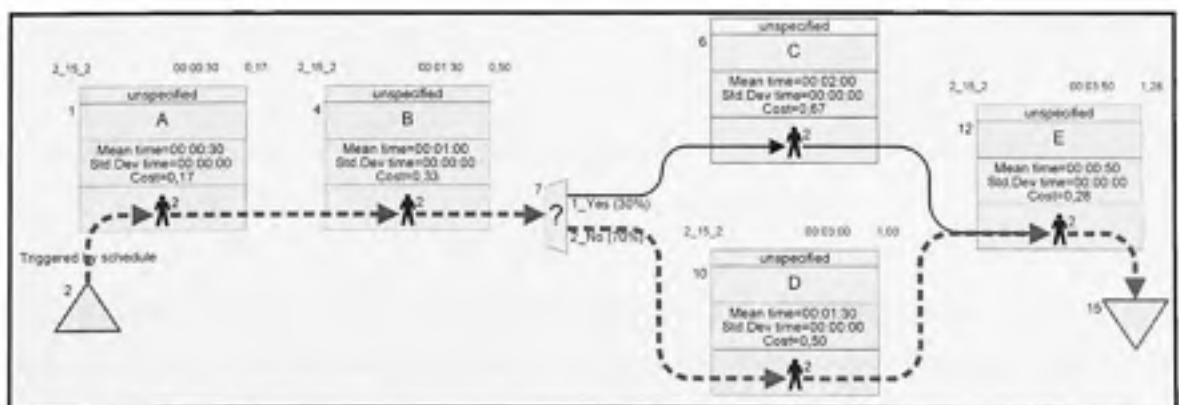 2_15_2 00:00:30 0,17
1
unspecified
A
Mean time=00:00:30
Std.Dev time=00:00:00
Cost=0,17
2
Triggered by schedule
2
2_15_2 00:01:30 0,50
4
unspecified
B
Mean time=00:01:00
Std.Dev time=00:00:00
Cost=0,33
2
7
?
1_Yes (30%)
2_No (70%)
6
unspecified
C
Mean time=00:02:00
Std.Dev time=00:00:00
Cost=0,67
2
2_15_2 00:03:00 1,00
10
unspecified
D
Mean time=00:01:30
Std.Dev time=00:00:00
Cost=0,50
2
2_15_2 00:03:50 1,28
12
unspecified
E
Mean time=00:00:50
Std.Dev time=00:00:00
Cost=0,28
2
15